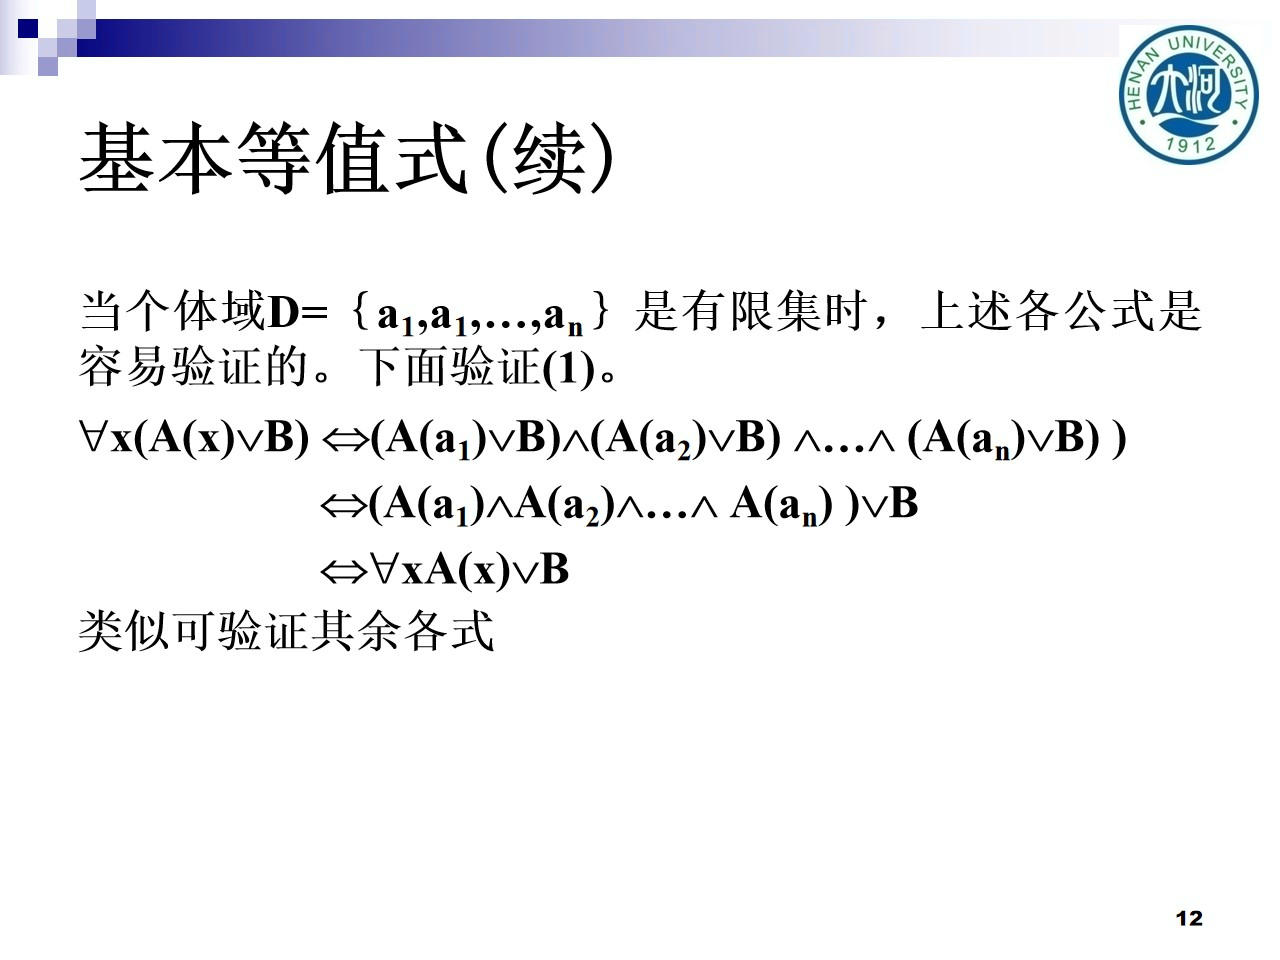 HENAN UNIVERSITY
1912
基本等值式(续)
当个体域D=｛a₁,a₁,…,aₙ｝是有限集时，上述各公式是
容易验证的。下面验证(1)。
∀x(A(x)∨B) ⇔(A(a₁)∨B)∧(A(a₂)∨B) ∧…∧ (A(aₙ)∨B) )
⇔(A(a₁)∧A(a₂)∧…∧ A(aₙ) )∨B
⇔∀xA(x)∨B
类似可验证其余各式
12